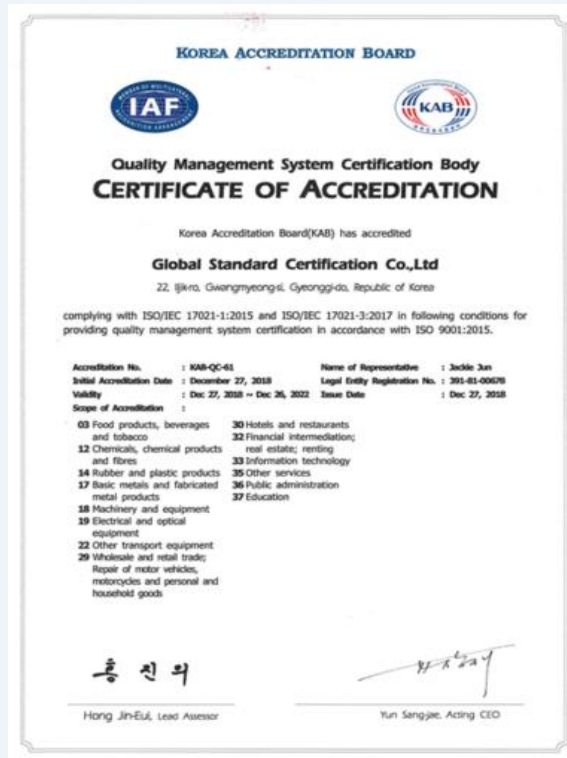 KOREA ACCREDITATION BOARD
IAF
KAB
Quality Management System Certification Body
CERTIFICATE OF ACCREDITATION
Korea Accreditation Board(KAB) has accredited
Global Standard Certification Co.,Ltd
22, Iljik-ro, Gwangmyeong-si, Gyeonggi-do, Republic of Korea
complying with ISO/IEC 17021-1:2015 and ISO/IEC 17021-3:2017 in following conditions for
providing quality management system certification in accordance with ISO 9001:2015.
Accreditation No. : KAB-QC-61
Initial Accreditation Date : December 27, 2018
Validity : Dec 27, 2018 ~ Dec 26, 2022
Scope of Accreditation :
Name of Representative : Jackie Jun
Legal Entity Registration No. : 391-81-00678
Issue Date : Dec 27, 2018
03 Food products, beverages
and tobacco
12 Chemicals, chemical products
and fibres
14 Rubber and plastic products
17 Basic metals and fabricated
metal products
18 Machinery and equipment
19 Electrical and optical
equipment
22 Other transport equipment
29 Wholesale and retail trade;
Repair of motor vehicles,
motorcycles and personal and
household goods
30 Hotels and restaurants
32 Financial intermediation;
real estate; renting
33 Information technology
35 Other services
36 Public administration
37 Education
홍진의
Hong Jin-Eui, Lead Assessor
Yun Sang-jae, Acting CEO